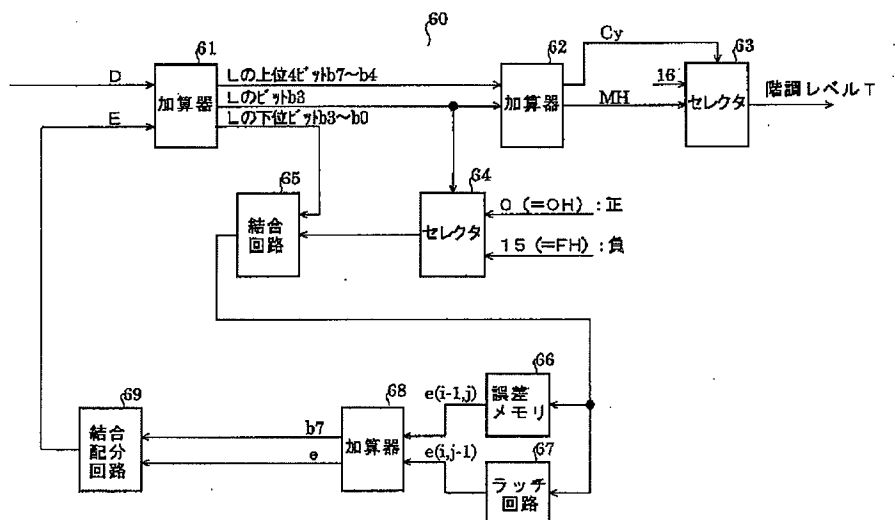 60
61
62
Cy
63
D
Lの上位4ビットb7〜b4
16
階調レベルT
加算器
Lのビットb3
加算器
MH
セレクタ
E
Lの下位ビットb3〜b0
65
64
結合
回路
セレクタ
0 (=0H) : 正
15 (=FH) : 負
66
69
68
e(i-1,j)
誤差
メモリ
結合
配分
回路
b7
加算器
e
e(i,j-1)
67
ラッチ
回路